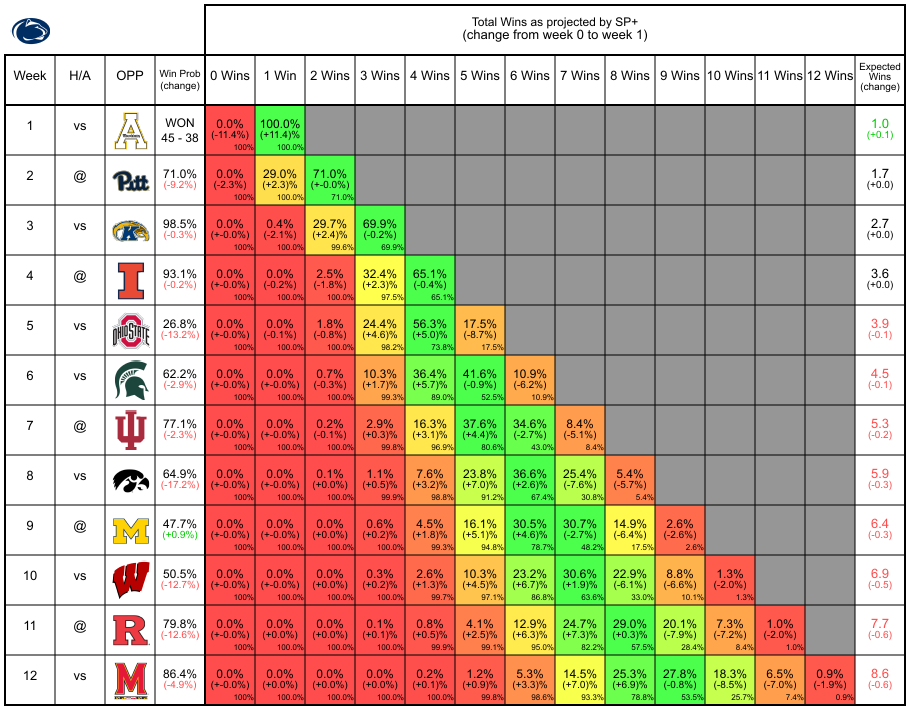 Total Wins as projected by SP+
(change from week 0 to week 1)
Week H/A OPP Win Prob (change) 0 Wins 1 Win 2 Wins 3 Wins 4 Wins 5 Wins 6 Wins 7 Wins 8 Wins 9 Wins 10 Wins 11 Wins 12 Wins Expected Wins (change)
1 vs A WON 0.0% 100.0% 1.0
45 - 38 (-11.4%) (+11.4)% (+0.1)
100% 100.0%
2 @ Pitt 71.0% 0.0% 29.0% 71.0% 1.7
(-9.2%) (-2.3%) (+2.3)% (+-0.0%) (+0.0)
100% 100.0% 71.0%
3 vs K 98.5% 0.0% 0.4% 29.7% 69.9% 2.7
(-0.3%) (+-0.0%) (-2.1%) (+2.4)% (-0.2%) (+0.0)
100% 100.0% 99.6% 69.9%
4 @ I 93.1% 0.0% 0.0% 2.5% 32.4% 65.1% 3.6
(-0.2%) (+-0.0%) (-0.2%) (-1.8%) (+2.3)% (-0.4%) (+0.0)
100% 100.0% 100.0% 97.5% 65.1%
5 vs OHIO STATE 26.8% 0.0% 0.0% 1.8% 24.4% 56.3% 17.5% 3.9
(-13.2%) (+-0.0%) (-0.1%) (-0.8%) (+4.6)% (+5.0)% (-8.7%) (-0.1)
100% 100.0% 100.0% 98.2% 73.8% 17.5%
6 vs 62.2% 0.0% 0.0% 0.7% 10.3% 36.4% 41.6% 10.9% 4.5
(-2.9%) (+-0.0%) (+-0.0%) (-0.3%) (+1.7)% (+5.7)% (-0.9%) (-6.2%) (-0.1)
100% 100.0% 100.0% 99.3% 89.0% 52.5% 10.9%
7 @ IU 77.1% 0.0% 0.0% 0.2% 2.9% 16.3% 37.6% 34.6% 8.4% 5.3
(-2.3%) (+-0.0%) (+-0.0%) (-0.1%) (+0.3)% (+3.1)% (+4.4)% (-2.7%) (-5.1%) (-0.2)
100% 100.0% 100.0% 99.8% 96.9% 80.6% 43.0% 8.4%
8 vs 64.9% 0.0% 0.0% 0.1% 1.1% 7.6% 23.8% 36.6% 25.4% 5.4% 5.9
(-17.2%) (+-0.0%) (+-0.0%) (+0.0)% (+0.5)% (+3.2)% (+7.0)% (+2.6)% (-7.6%) (-5.7%) (-0.3)
100% 100.0% 100.0% 99.9% 98.8% 91.2% 67.4% 30.8% 5.4%
9 @ M 47.7% 0.0% 0.0% 0.0% 0.6% 4.5% 16.1% 30.5% 30.7% 14.9% 2.6% 6.4
(+0.9%) (+-0.0%) (+-0.0%) (+0.0)% (+0.2)% (+1.8)% (+5.1)% (+4.6)% (-2.7%) (-6.4%) (-2.6%) (-0.3)
100% 100.0% 100.0% 100.0% 99.3% 94.8% 78.7% 48.2% 17.5% 2.6%
10 vs W 50.5% 0.0% 0.0% 0.0% 0.3% 2.6% 10.3% 23.2% 30.6% 22.9% 8.8% 1.3% 6.9
(-12.7%) (+-0.0%) (+-0.0%) (+0.0)% (+0.2)% (+1.3)% (+4.5)% (+6.7)% (+1.9)% (-6.1%) (-6.6%) (-2.0%) (-0.5)
100% 100.0% 100.0% 100.0% 99.7% 97.1% 86.8% 63.6% 33.0% 10.1% 1.3%
11 @ R 79.8% 0.0% 0.0% 0.0% 0.1% 0.8% 4.1% 12.9% 24.7% 29.0% 20.1% 7.3% 1.0% 7.7
(-12.6%) (+-0.0%) (+0.0)% (+0.0)% (+0.1)% (+0.5)% (+2.5)% (+6.3)% (+7.3)% (+0.3)% (-7.9%) (-7.2%) (-2.0%) (-0.6)
100% 100.0% 100.0% 100.0% 99.9% 99.1% 95.0% 82.2% 57.5% 28.4% 8.4% 1.0%
12 vs M 86.4% 0.0% 0.0% 0.0% 0.0% 0.2% 1.2% 5.3% 14.5% 25.3% 27.8% 18.3% 6.5% 0.9% 8.6
(-4.9%) (+-0.0%) (+0.0)% (+0.0)% (+0.0)% (+0.1)% (+0.9)% (+3.3)% (+7.0)% (+6.9)% (-0.8%) (-8.5%) (-7.0%) (-1.9%) (-0.6)
100% 100.0% 100.0% 100.0% 100.0% 99.8% 98.6% 93.3% 78.8% 53.5% 25.7% 7.4% 0.9%